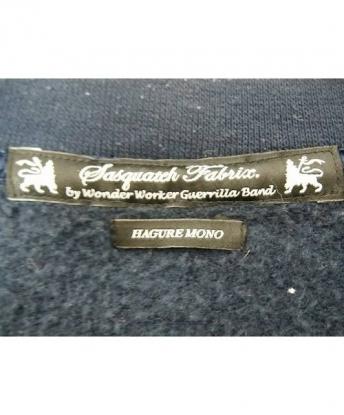 Sasquatch Fabrix.
by Wonder Worker Guerrilla Band
HAGURE MONO